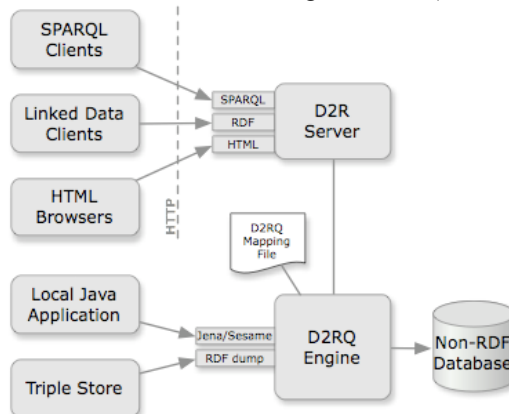 SPARQL
Clients
Linked Data
Clients
HTML
Browsers
HTTP
SPARQL
RDF
HTML
D2R
Server
D2RQ
Mapping
File
Local Java
Application
Triple Store
Jena/Sesame
RDF dump
D2RQ
Engine
Non-RDF
Database